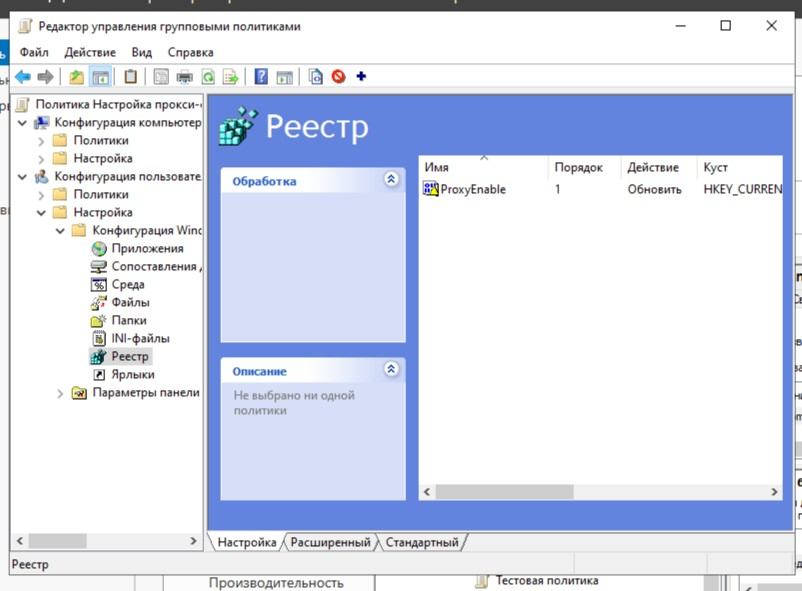 Редактор управления групповыми политиками
Файл Действие Вид Справка
Политика Настройка прокси-
Конфигурация компьютер
Политики
Настройка
Конфигурация пользовате
Политики
Настройка
Конфигурация Winc
Приложения
Сопоставления
Среда
Файлы
Папки
INI-файлы
Реестр
Ярлыки
Параметры панели
Реестр
Обработка
Описание
Не выбрано ни одной
политики
Имя Порядок Действие Куст
ProxyEnable 1 Обновить HKEY_CURREN
Настройка Расширенный Стандартный
Реестр
Производительность
Тестовая политика